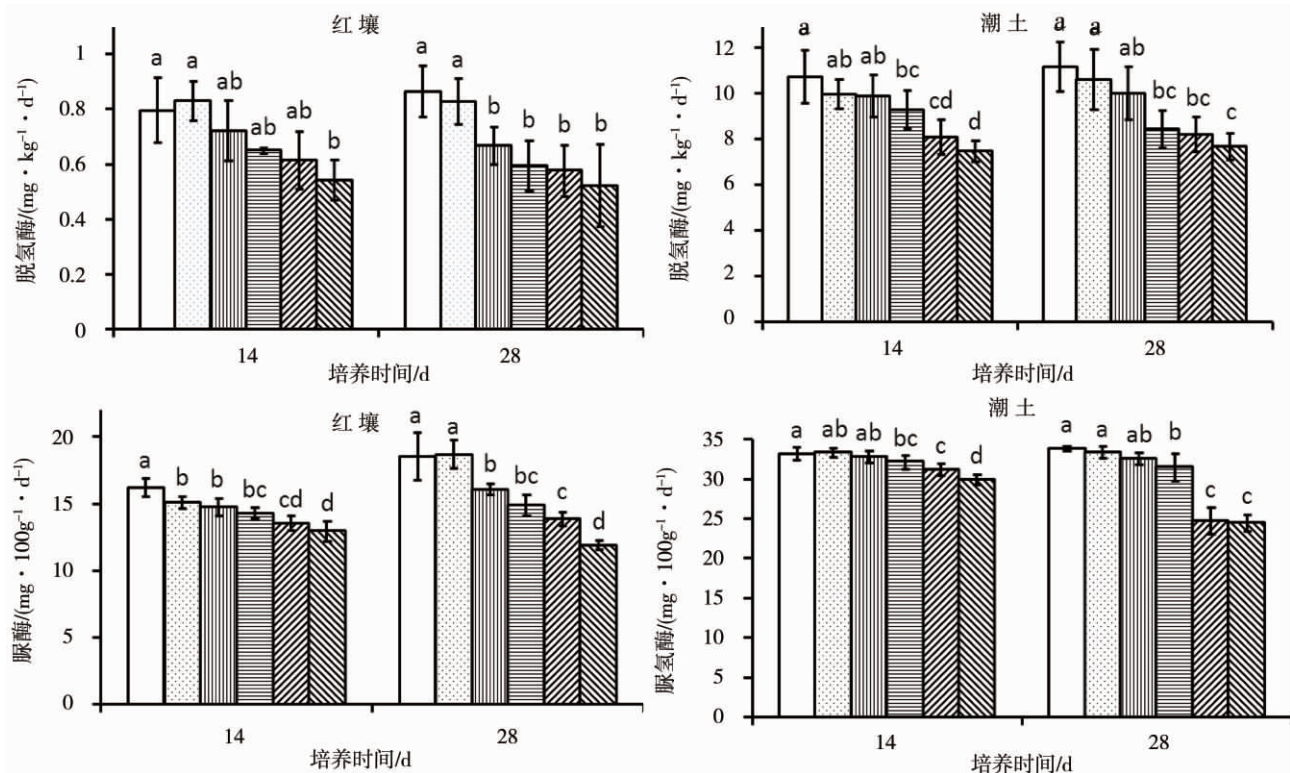 红 壤
脱氢酶/(mg·kg⁻¹·d⁻¹)
1
0.8
0.6
0.4
0.2
0
a a ab ab ab b
a a b b b b
14 28
培养时间/d
潮 土
脱氢酶/(mg·kg⁻¹·d⁻¹)
12
10
8
6
4
2
0
a ab ab bc cd d
a a ab bc bc c
14 28
培养时间/d
红 壤
脲酶/(mg·100g⁻¹·d⁻¹)
20
15
10
5
0
a b b bc cd d
a a b bc c d
14 28
培养时间/d
潮 土
脲氢酶/(mg·100g⁻¹·d⁻¹)
35
30
25
20
15
10
5
0
a ab ab bc c d
a a ab b c c
14 28
培养时间/d